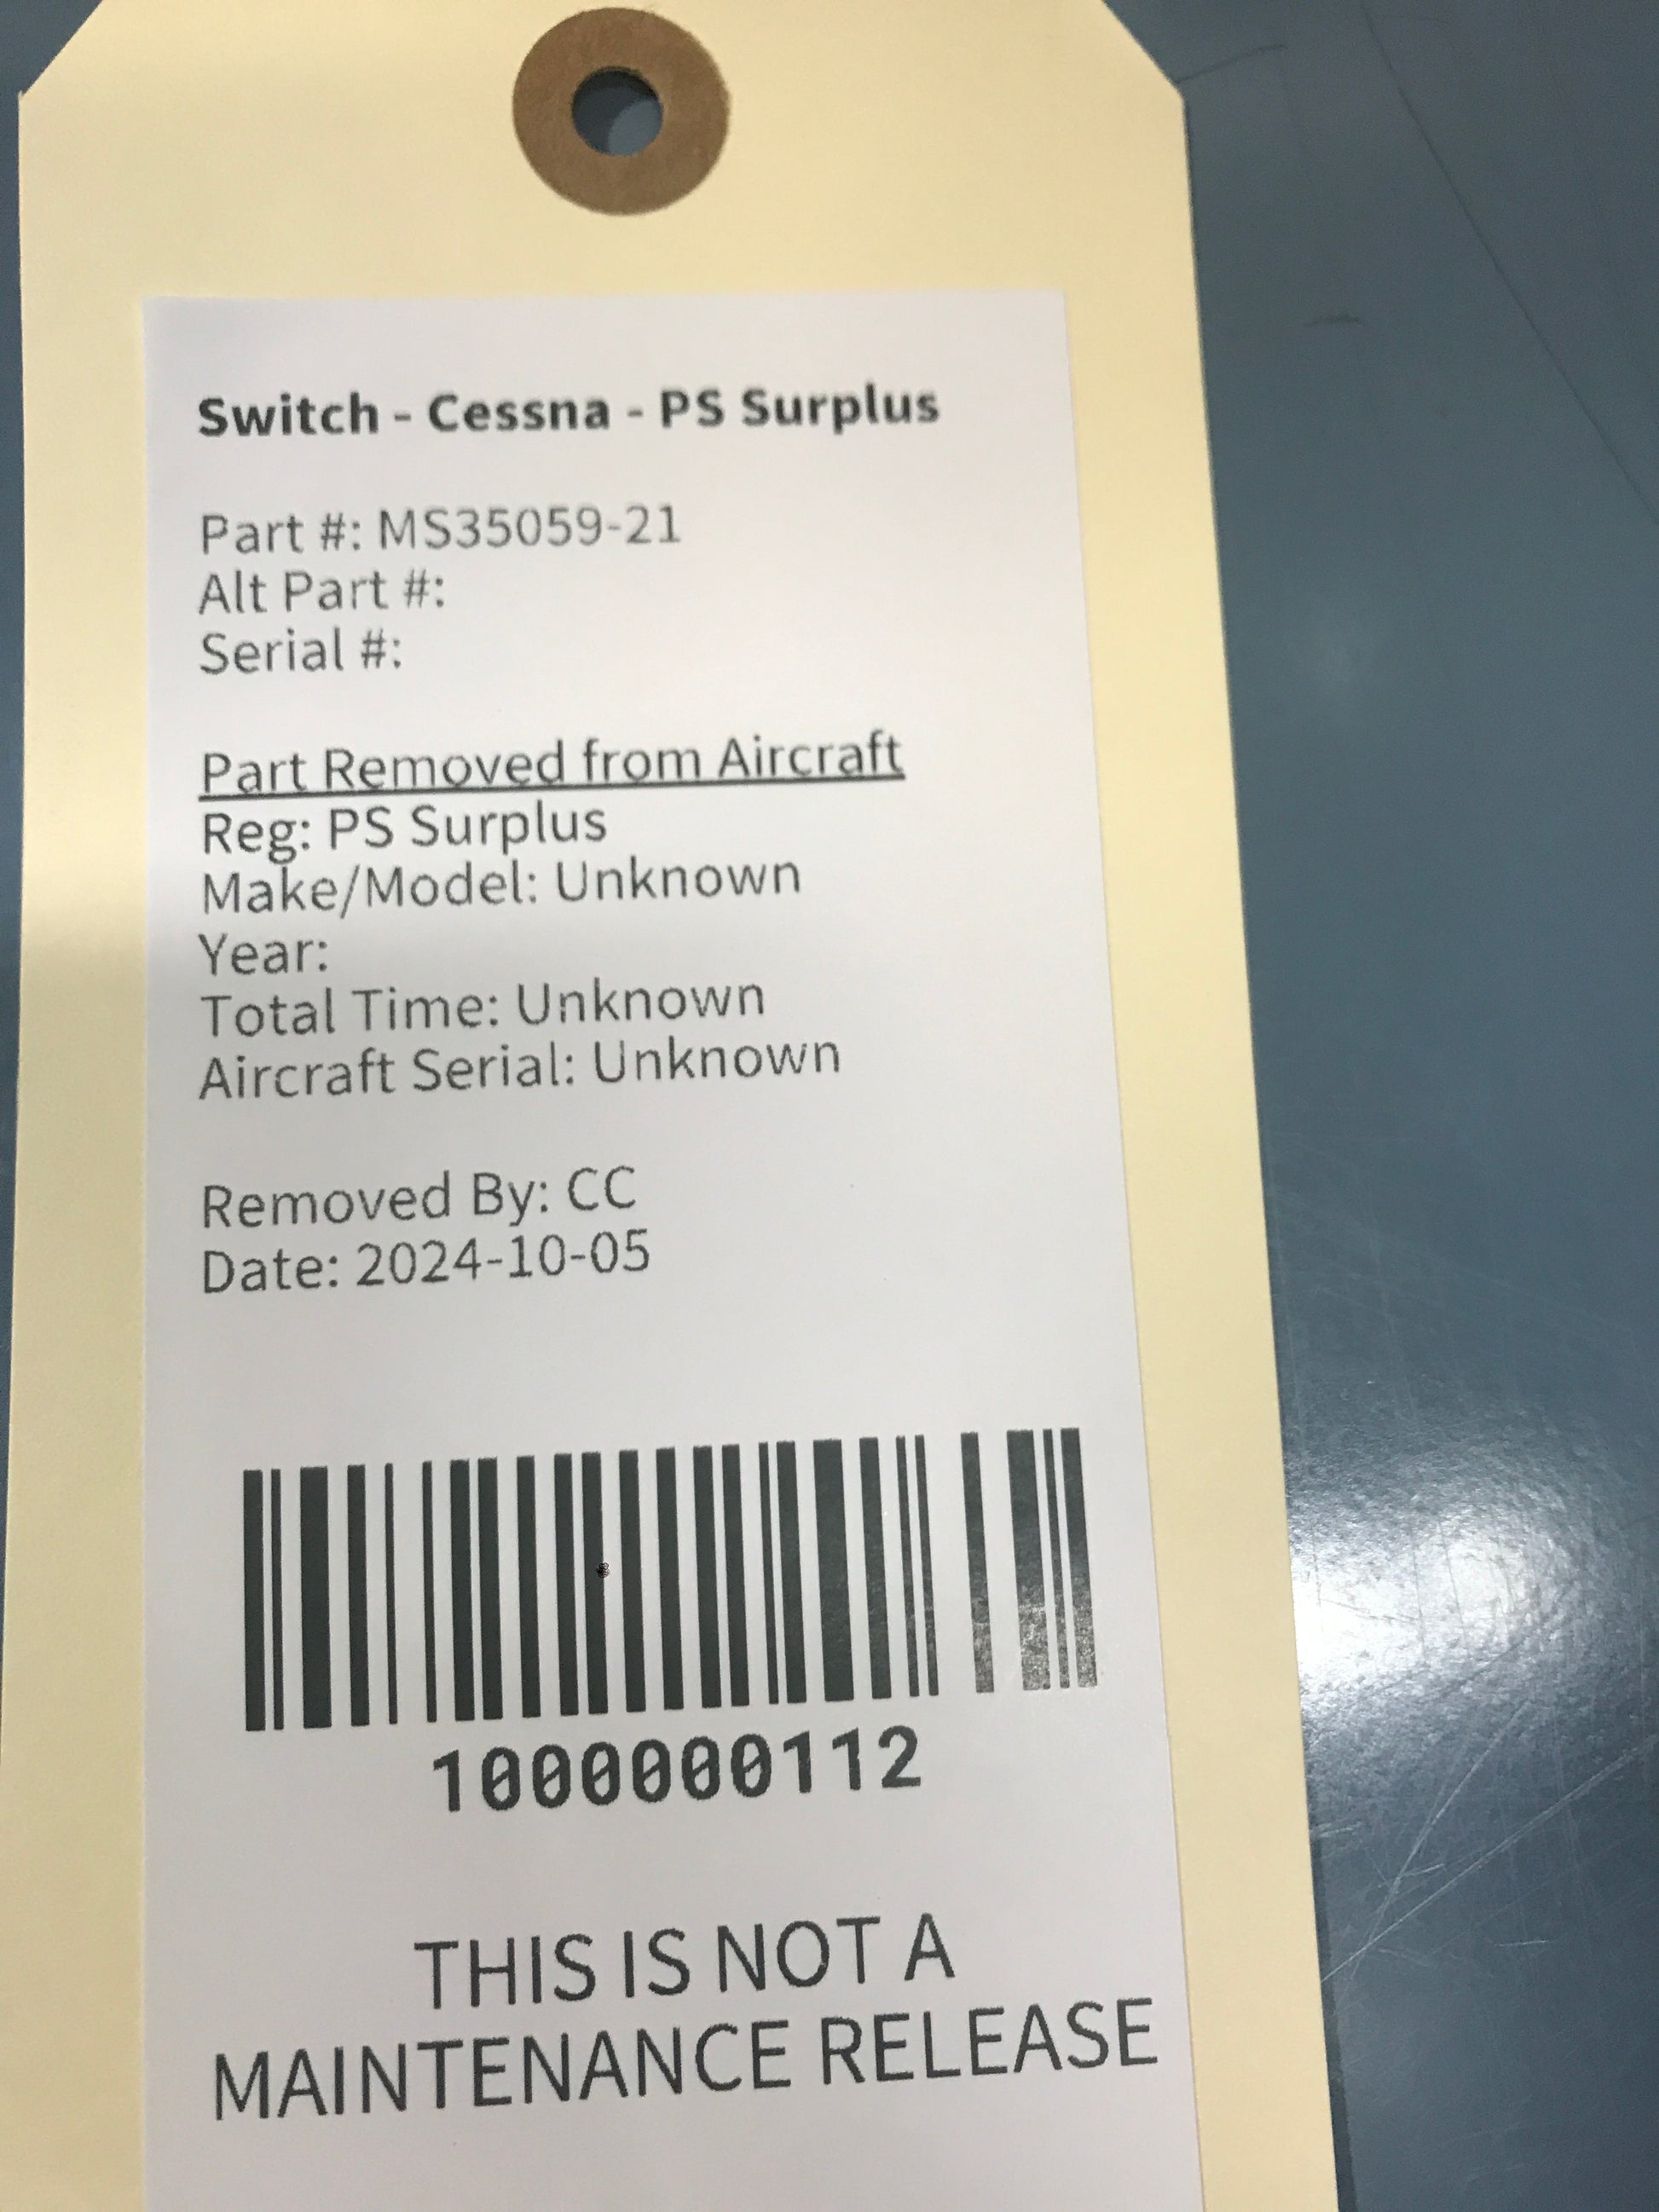 Switch - Cessna - PS Surplus
Part #: MS35059-21
Alt Part #:
Serial #:
Part Removed from Aircraft
Reg: PS Surplus
Make/Model: Unknown
Year:
Total Time: Unknown
Aircraft Serial: Unknown
Removed By: CC
Date: 2024-10-05
1000000112
THIS IS NOT A
MAINTENANCE RELEASE